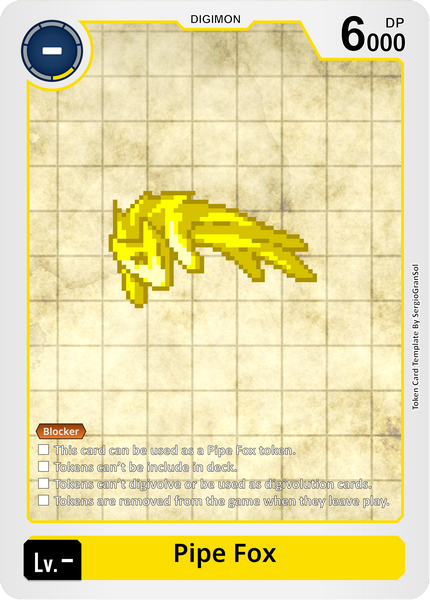 DIGIMON
-
DP
6000
Blocker
This card can be used as a Pipe Fox token.
Tokens can't be include in deck.
Tokens can't digivolve or be used as digivolution cards.
Tokens are removed from the game when they leave play.
Token Card Template By SergioGranSol
Lv.-
Pipe Fox